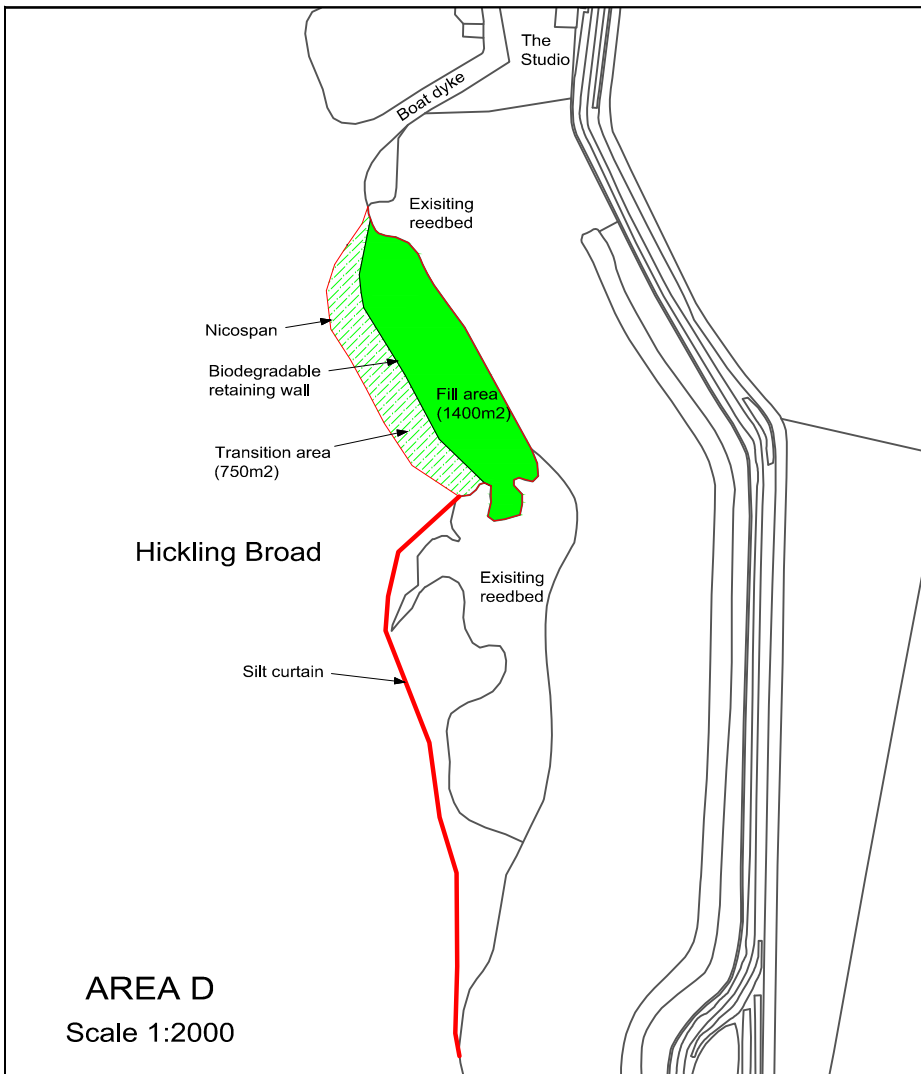 The
Studio
Boat dyke
Exisiting
reedbed
Nicospan
Biodegradable
retaining wall
Fill area
(1400m2)
Transition area
(750m2)
Hickling Broad
Exisiting
reedbed
Silt curtain
AREA D
Scale 1:2000